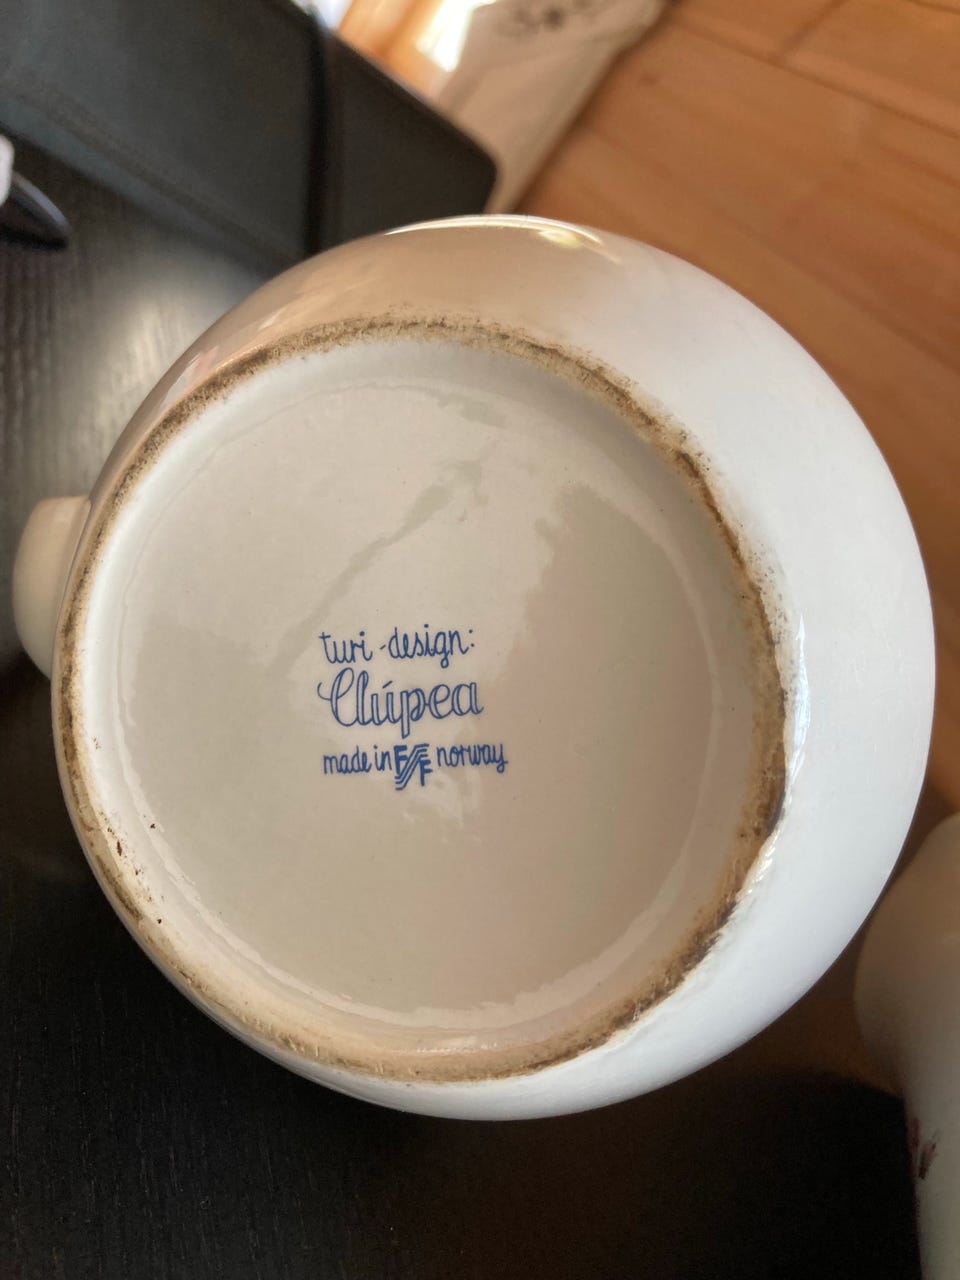 turi-design:
Clúpea
made in F/F norway